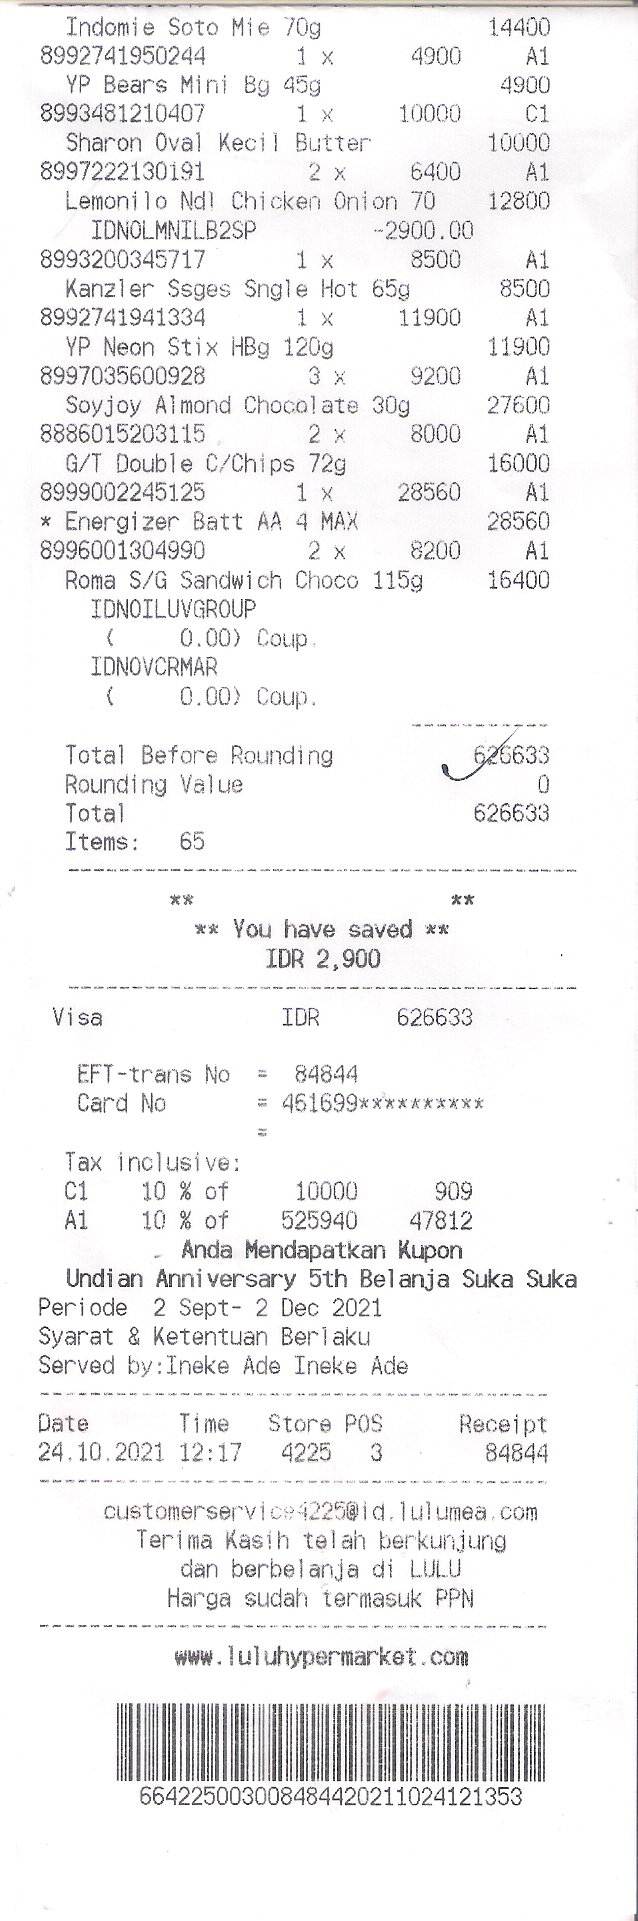 Indomie Soto Mie 70g 14400
8992741950244 1 x 4900 A1
YP Bears Mini Bg 45g 4900
8993481210407 1 x 10000 C1
Sharon Oval Kecil Butter 10000
8997222130191 2 x 6400 A1
Lemonilo Ndl Chicken Onion 70 12800
IDNOLMNILB2SP -2900.00
8993200345717 1 x 8500 A1
Kanzler Ssges Sngle Hot 65g 8500
8992741941334 1 x 11900 A1
YP Neon Stix HBg 120g 11900
8997035600928 3 x 9200 A1
Soyjoy Almond Chocolate 30g 27600
8886015203115 2 x 8000 A1
G/T Double C/Chips 72g 16000
8999002245125 1 x 28560 A1
* Energizer Batt AA 4 MAX 28560
8996001304990 2 x 8200 A1
Roma S/G Sandwich Choco 115g 16400
IDNOILUVGROUP
( 0.00) Coup.
IDNOVCRMAR
( 0.00) Coup.
Total Before Rounding 626633
Rounding Value 0
Total 626633
Items: 65
** **
** You have saved **
IDR 2,900
Visa IDR 626633
EFT-trans No = 84844
Card No = 461699**********
=
Tax inclusive:
C1 10 % of 10000 909
A1 10 % of 525940 47812
Anda Mendapatkan Kupon
Undian Anniversary 5th Belanja Suka Suka
Periode 2 Sept- 2 Dec 2021
Syarat & Ketentuan Berlaku
Served by:Ineke Ade Ineke Ade
Date Time Store POS Receipt
24.10.2021 12:17 4225 3 84844
customerservice4225@id.lulumea.com
Terima Kasih telah berkunjung
dan berbelanja di LULU
Harga sudah termasuk PPN
www.luluhypermarket.com
664225003008484420211024121353